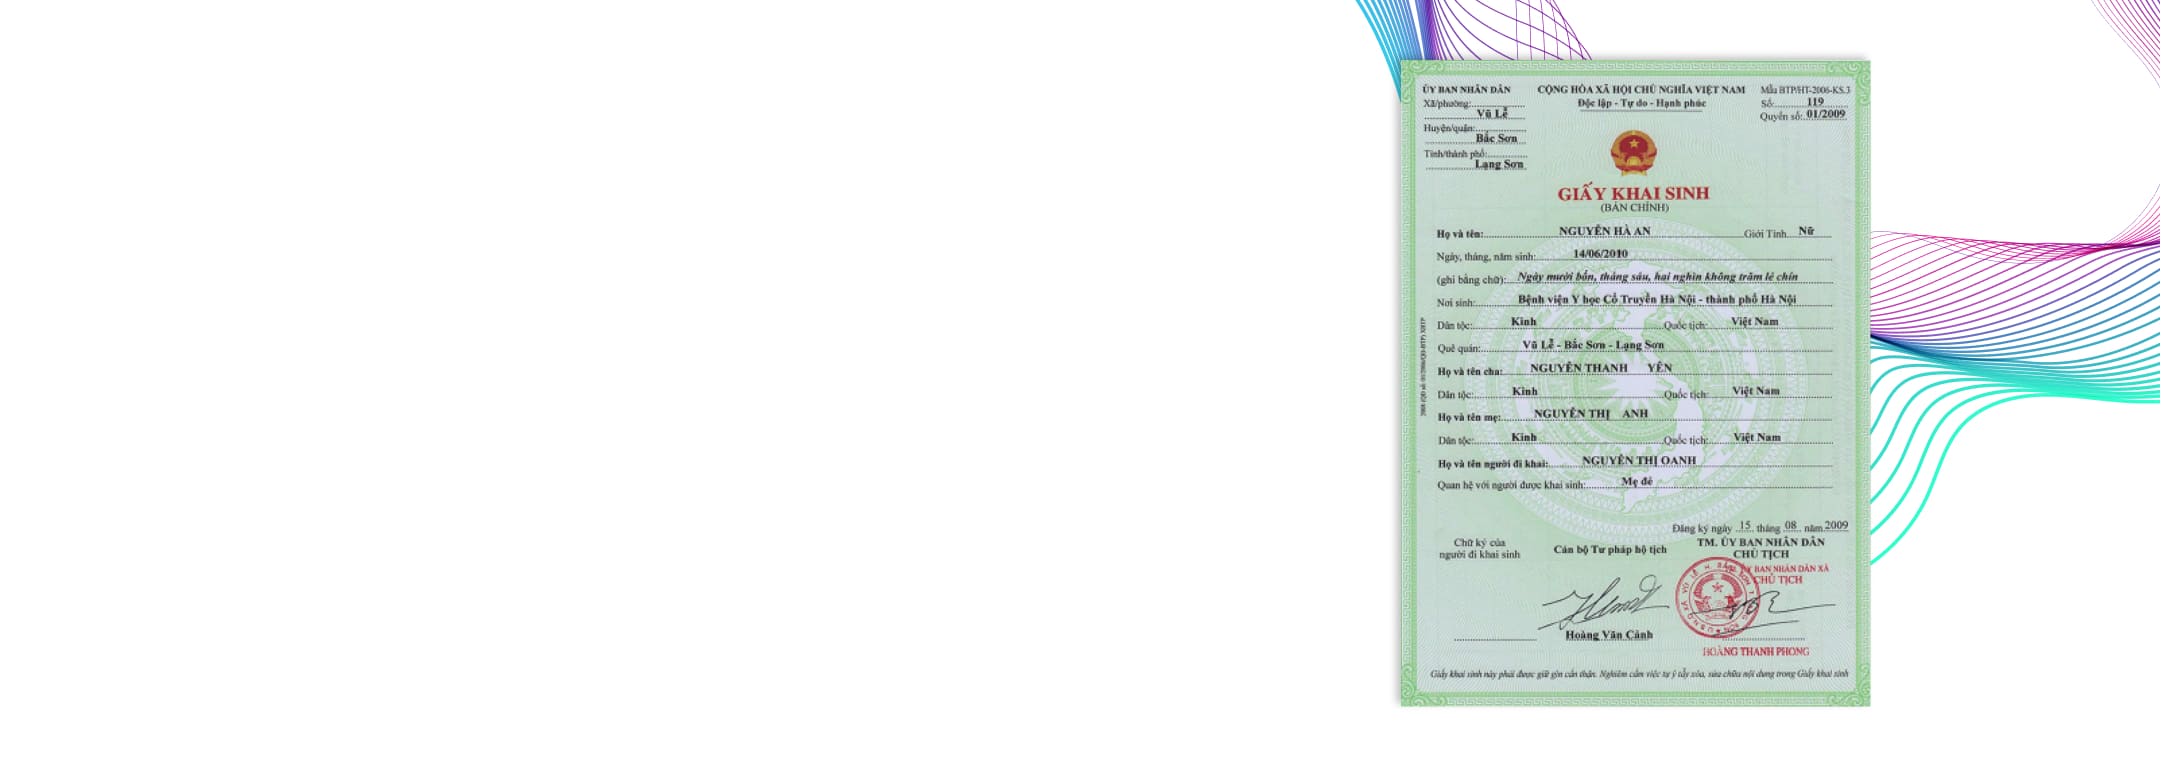 ỦY BAN NHÂN DÂN
Xã/phường:
Vũ Lễ
Huyện/quận:
Bắc Sơn
Tỉnh/thành phố:
Lạng Sơn
CỘNG HÒA XÃ HỘI CHỦ NGHĨA VIỆT NAM
Độc lập - Tự do - Hạnh phúc
Mẫu BTP/HT-2006-KS.3
Số: 119
Quyển số: 01/2009
GIẤY KHAI SINH
(BẢN CHÍNH)
Họ và tên: NGUYỄN HÀ AN Giới Tính Nữ
Ngày, tháng, năm sinh: 14/06/2010
(ghi bằng chữ): Ngày mười bốn, tháng sáu, hai nghìn không trăm lẻ chín
Nơi sinh: Bệnh viện Y học Cổ Truyền Hà Nội - thành phố Hà Nội
Dân tộc: Kinh Quốc tịch: Việt Nam
Quê quán: Vũ Lễ - Bắc Sơn - Lạng Sơn
Họ và tên cha: NGUYỄN THANH YÊN
Dân tộc: Kinh Quốc tịch: Việt Nam
Họ và tên mẹ: NGUYỄN THỊ ANH
Dân tộc: Kinh Quốc tịch: Việt Nam
Họ và tên người đi khai: NGUYỄN THỊ OANH
Quan hệ với người được khai sinh: Mẹ đẻ
Đăng ký ngày 15 tháng 08 năm 2009
Chữ ký của
người đi khai sinh
Cán bộ Tư pháp hộ tịch
TM. ỦY BAN NHÂN DÂN
CHỦ TỊCH
BAN NHÂN DÂN XÃ
CHỦ TỊCH
Hoàng Văn Cảnh
HOÀNG THANH PHONG
Giấy khai sinh này phải được giữ gìn cẩn thận. Nghiêm cấm việc tự ý tẩy xóa, sửa chữa nội dung trong Giấy khai sinh